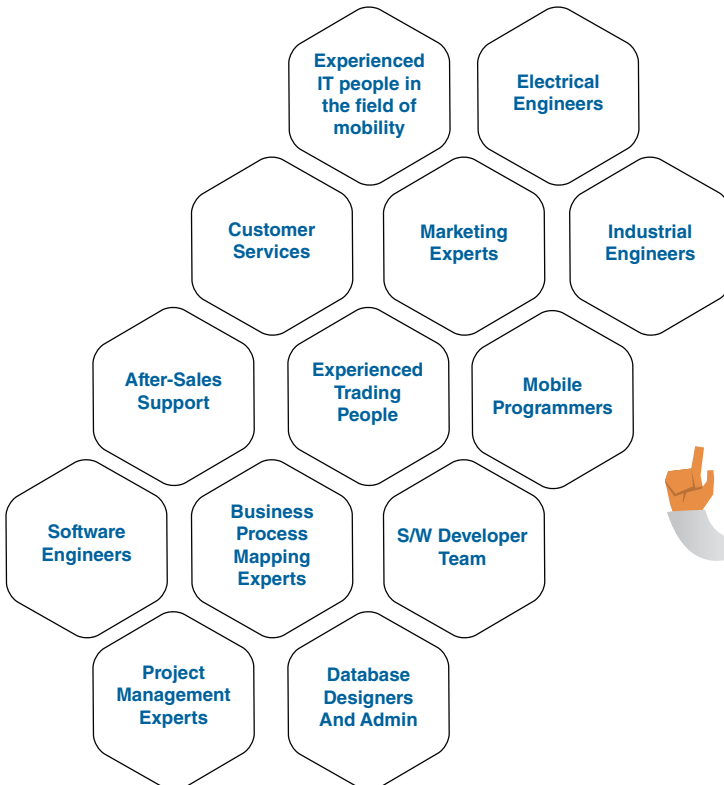 Experienced
IT people in
the field of
mobility
Electrical
Engineers
Customer
Services
Marketing
Experts
Industrial
Engineers
After-Sales
Support
Experienced
Trading
People
Mobile
Programmers
Software
Engineers
Business
Process
Mapping
Experts
S/W Developer
Team
Project
Management
Experts
Database
Designers
And Admin